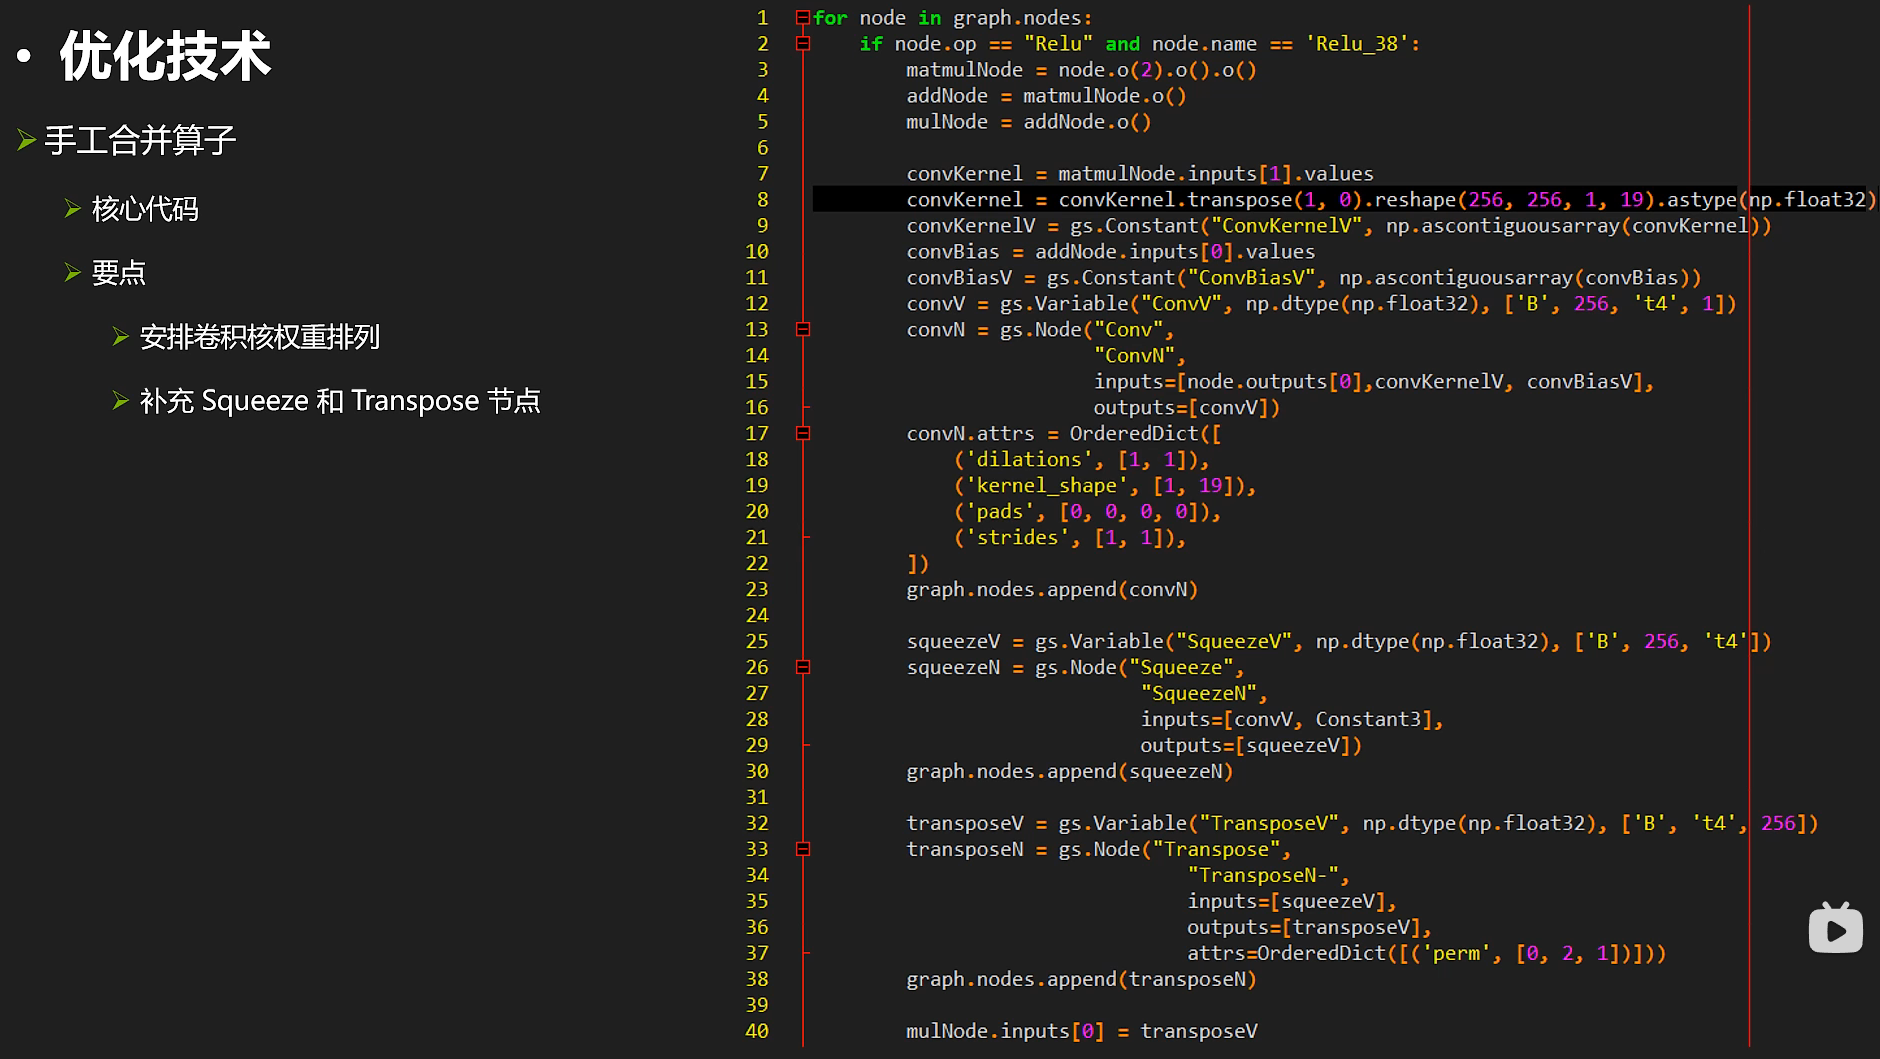 • 优化技术
手工合并算子
核心代码
要点
安排卷积核权重排列
补充 Squeeze 和 Transpose 节点
1 for node in graph.nodes:
2     if node.op == "Relu" and node.name == 'Relu_38':
3         matmulNode = node.o(2).o().o()
4         addNode = matmulNode.o()
5         mulNode = addNode.o()
6
7         convKernel = matmulNode.inputs[1].values
8         convKernel = convKernel.transpose(1, 0).reshape(256, 256, 1, 19).astype(np.float32)
9         convKernelV = gs.Constant("ConvKernelV", np.ascontiguousarray(convKernel))
10         convBias = addNode.inputs[0].values
11         convBiasV = gs.Constant("ConvBiasV", np.ascontiguousarray(convBias))
12         convV = gs.Variable("ConvV", np.dtype(np.float32), ['B', 256, 't4', 1])
13         convN = gs.Node("Conv",
14                         "ConvN",
15                         inputs=[node.outputs[0],convKernelV, convBiasV],
16                         outputs=[convV])
17         convN.attrs = OrderedDict([
18             ('dilations', [1, 1]),
19             ('kernel_shape', [1, 19]),
20             ('pads', [0, 0, 0, 0]),
21             ('strides', [1, 1]),
22         ])
23         graph.nodes.append(convN)
24
25         squeezeV = gs.Variable("SqueezeV", np.dtype(np.float32), ['B', 256, 't4'])
26         squeezeN = gs.Node("Squeeze",
27                             "SqueezeN",
28                             inputs=[convV, Constant3],
29                             outputs=[squeezeV])
30         graph.nodes.append(squeezeN)
31
32         transposeV = gs.Variable("TransposeV", np.dtype(np.float32), ['B', 't4', 256])
33         transposeN = gs.Node("Transpose",
34                                 "TransposeN-",
35                                 inputs=[squeezeV],
36                                 outputs=[transposeV],
37                                 attrs=OrderedDict([('perm', [0, 2, 1])]))
38         graph.nodes.append(transposeN)
39
40         mulNode.inputs[0] = transposeV